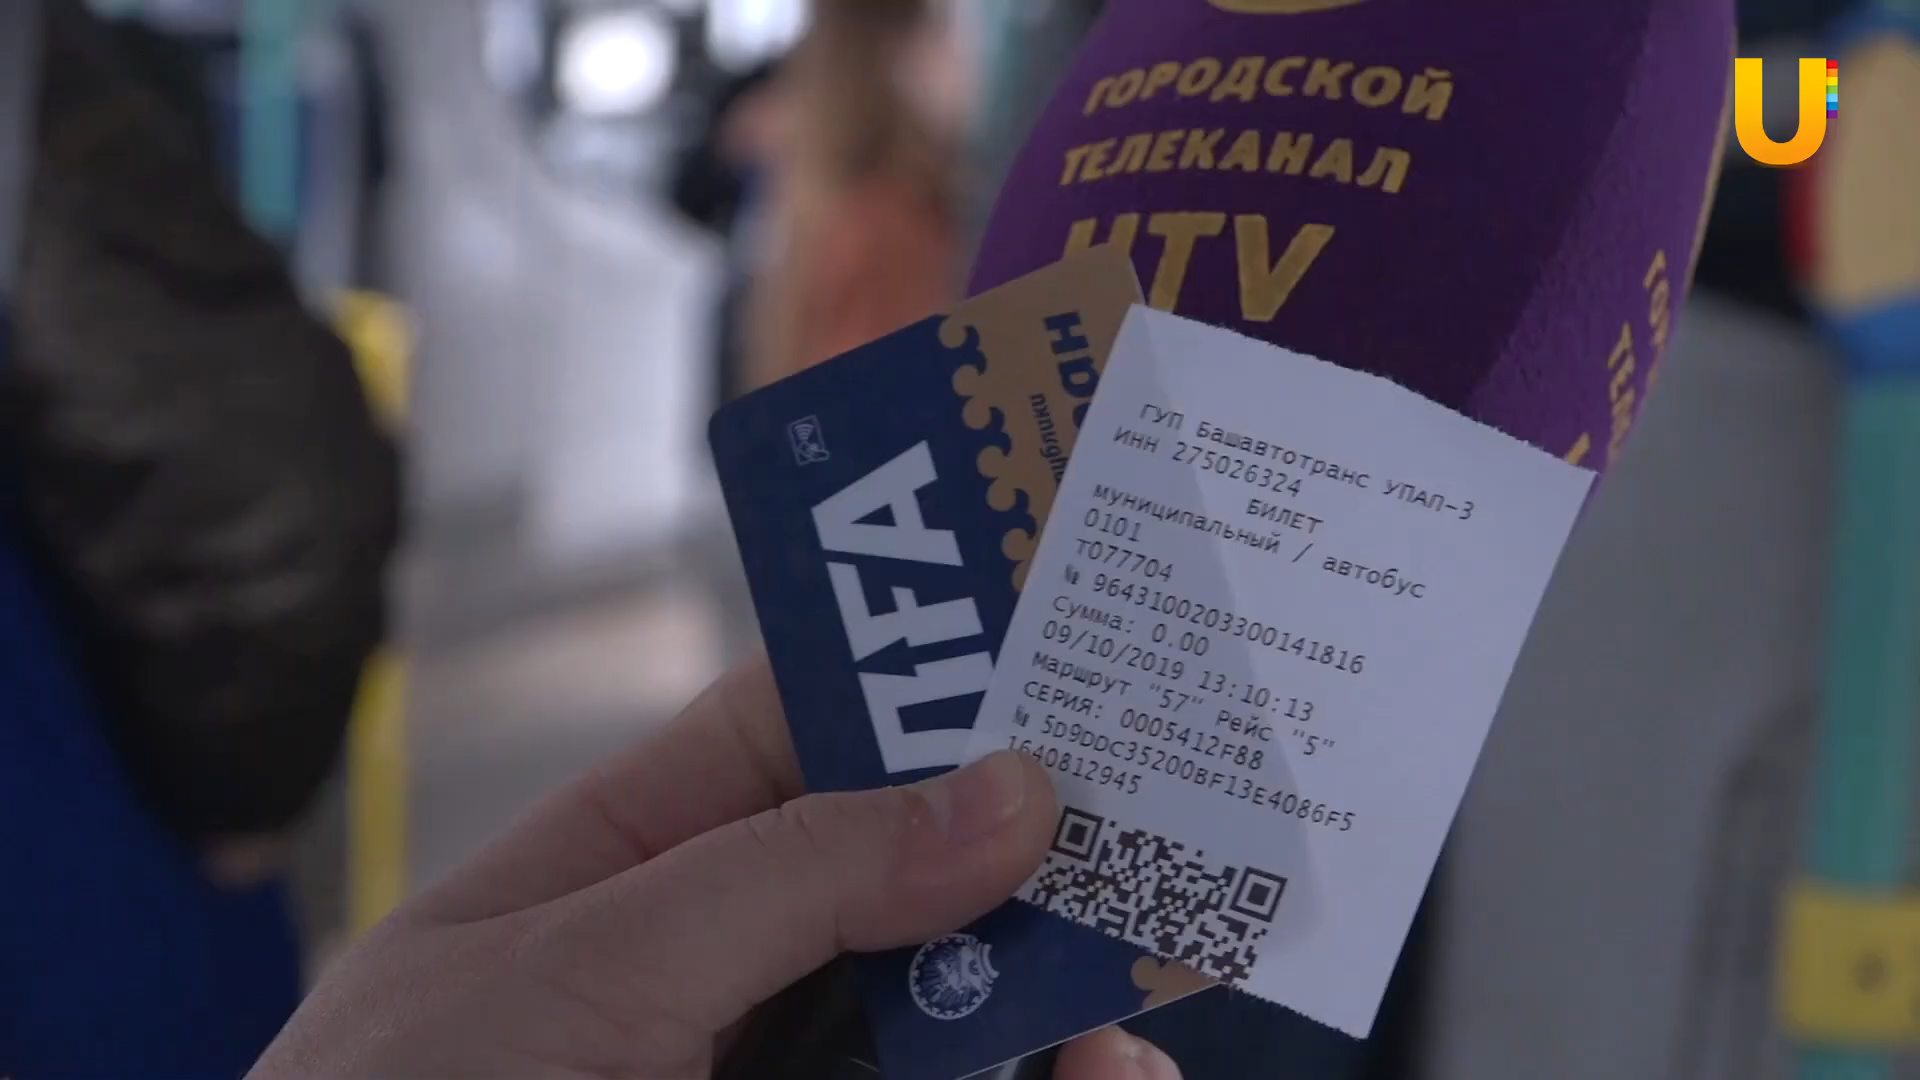 ГОРОДСКОЙ
ТЕЛЕКАНАЛ
UTV
U
ГУП Башавтотранс УПАП-3
ИНН 275026324
БИЛЕТ
муниципальный / автобус
0101
Т077704
№ 9643100203300141816
Сумма: 0.00
09/10/2019 13:10:13
маршрут "57" Рейс "5"
СЕРИЯ: 0005412F88
№ 5D9DDC35200BF13E4086F5
1640812945